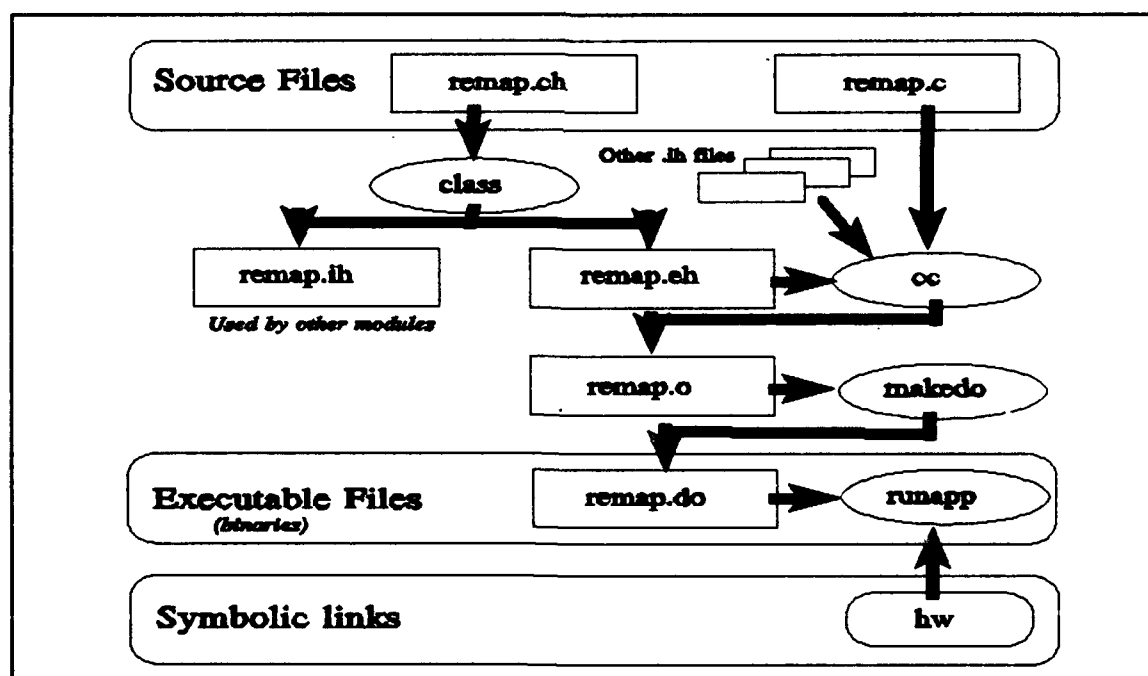 Source Files
remap.ch
remap.c
Other .ih files
class
remap.ih
remap.eh
cc
Used by other modules
remap.o
makedo
Executable Files
(binaries)
remap.do
runapp
Symbolic links
hw